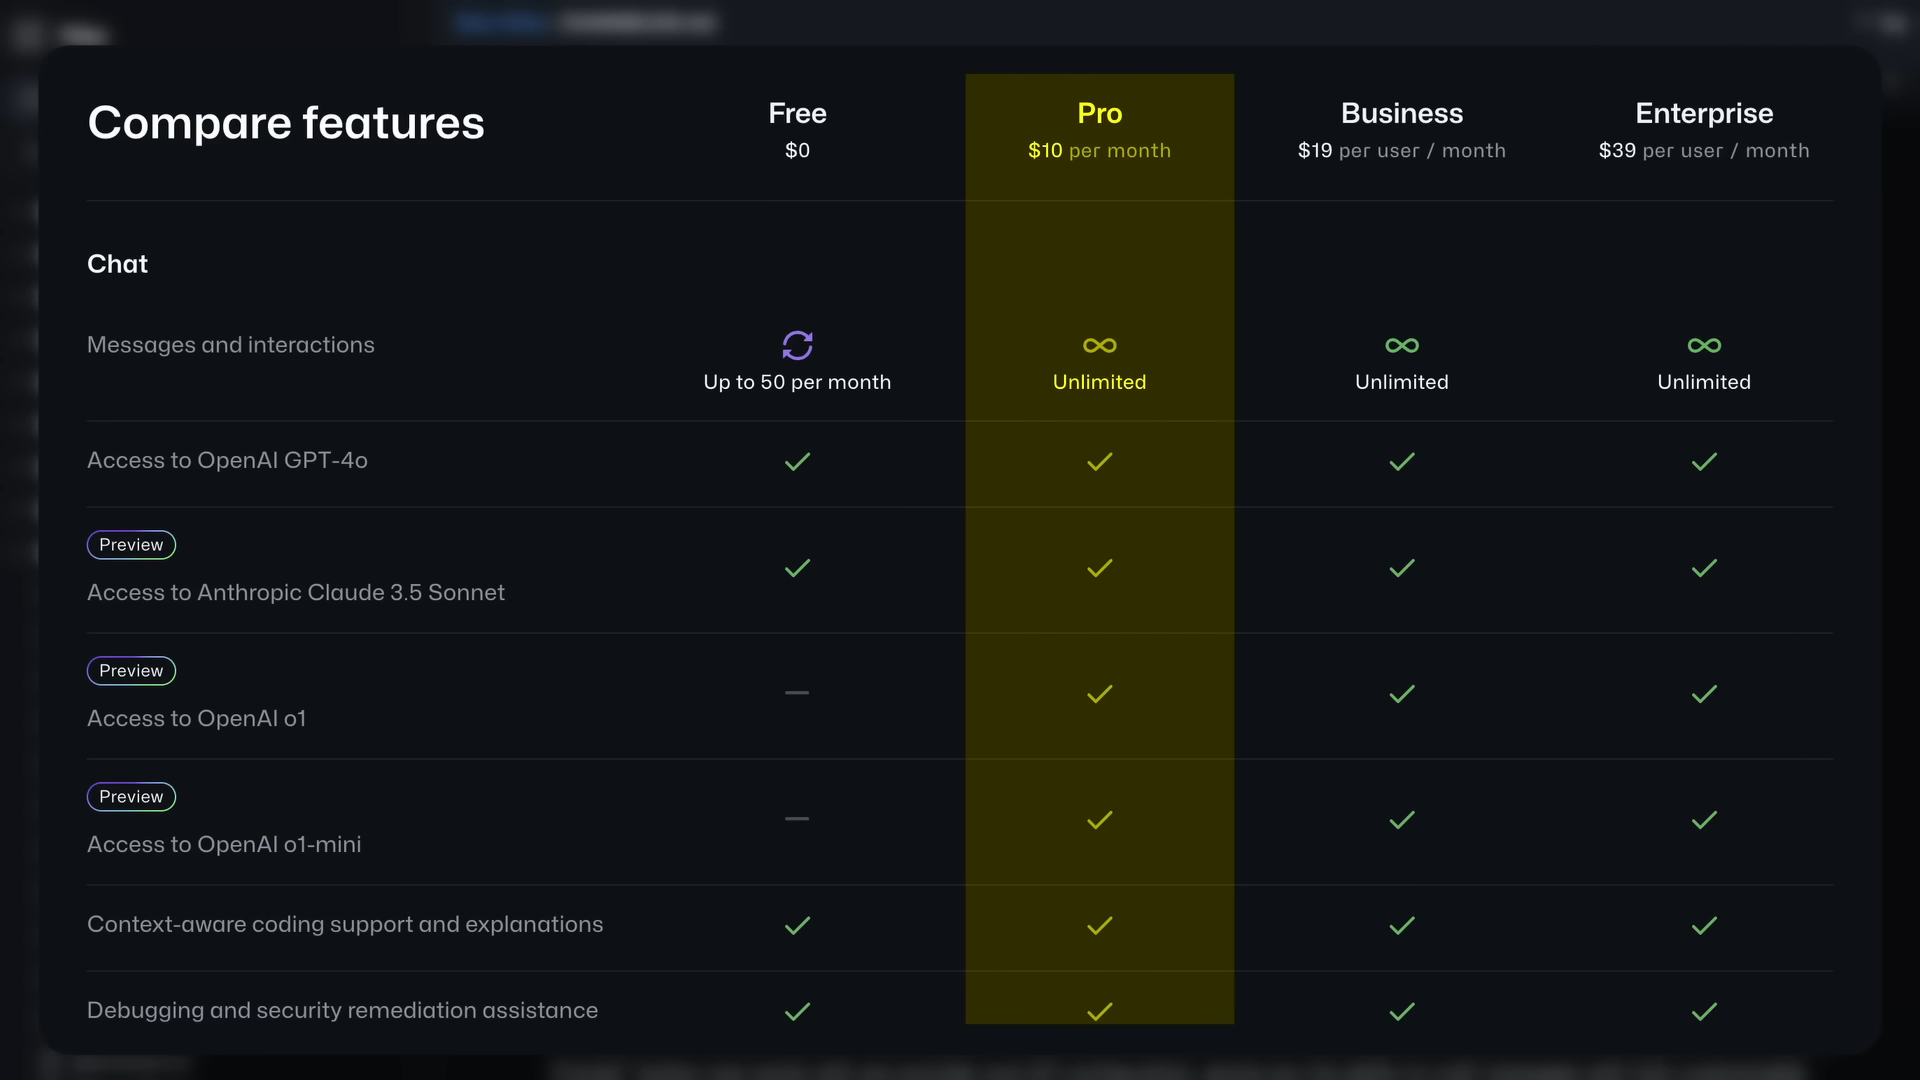 Compare features
Free
Pro
Business
Enterprise
$0
$10 per month
$19 per user / month
$39 per user / month
Chat
Messages and interactions
Up to 50 per month
Unlimited
Unlimited
Unlimited
Access to OpenAI GPT-4o
Preview
Access to Anthropic Claude 3.5 Sonnet
Preview
Access to OpenAI o1
Preview
Access to OpenAI o1-mini
Context-aware coding support and explanations
Debugging and security remediation assistance